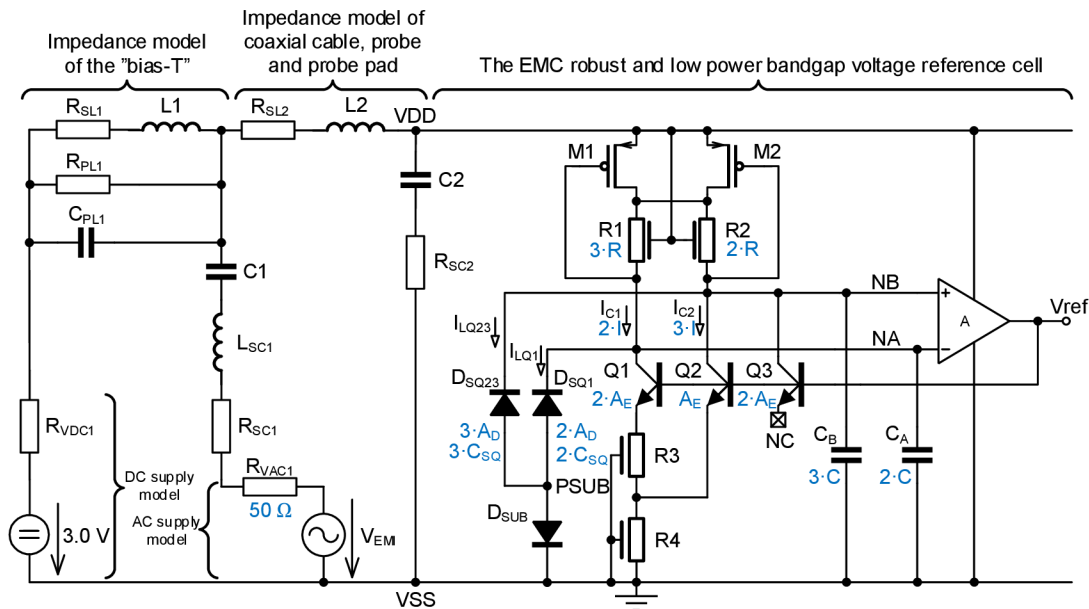 Impedance model
of the "bias-T"
Impedance model of
coaxial cable, probe
and probe pad
The EMC robust and low power bandgap voltage reference cell
RSL1
L1
RSL2
L2
VDD
RPL1
CPL1
C1
LSC1
RSC1
RVAC1
50 Ω
RVDC1
DC supply
model
AC supply
model
3.0 V
VEMI
C2
RSC2
VSS
M1
M2
R1
3·R
R2
2·R
IC1
2·I
IC2
3·I
NB
NA
+
−
A
Vref
ILQ23
ILQ1
DSQ23
3·AD
3·CSQ
DSQ1
2·AD
2·CSQ
Q1
2·AE
Q2
AE
Q3
2·AE
NC
R3
PSUB
DSUB
R4
CB
3·C
CA
2·C